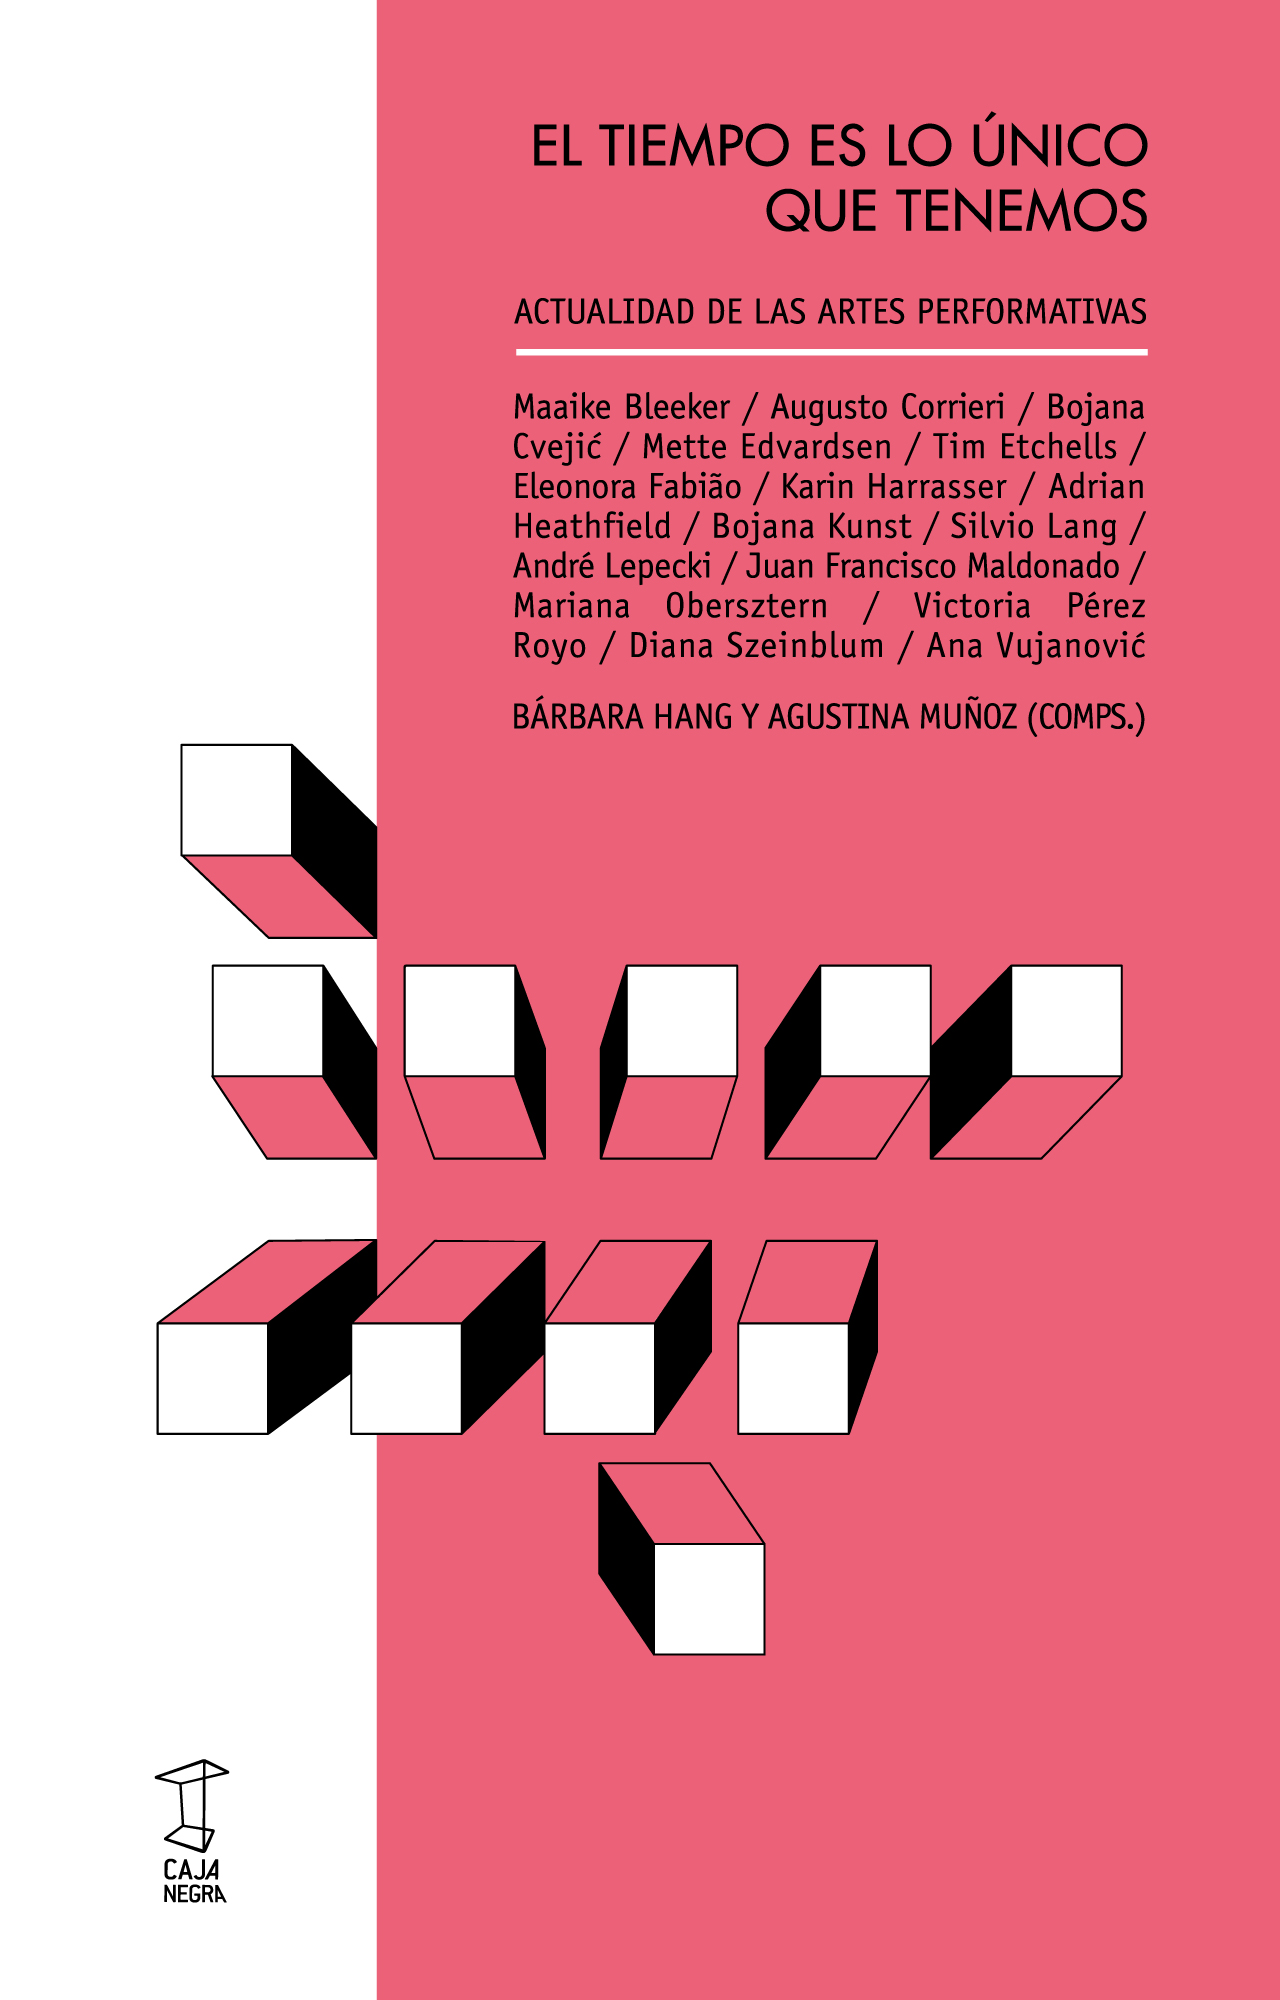 EL TIEMPO ES LO ÚNICO
QUE TENEMOS
ACTUALIDAD DE LAS ARTES PERFORMATIVAS
Maaike Bleeker / Augusto Corrieri / Bojana
Cvejić / Mette Edvardsen / Tim Etchells /
Eleonora Fabião / Karin Harrasser / Adrian
Heathfield / Bojana Kunst / Silvio Lang /
André Lepecki / Juan Francisco Maldonado /
Mariana Obersztern / Victoria Pérez
Royo / Diana Szeinblum / Ana Vujanović
BÁRBARA HANG Y AGUSTINA MUÑOZ (COMPS.)
CAJA
NEGRA